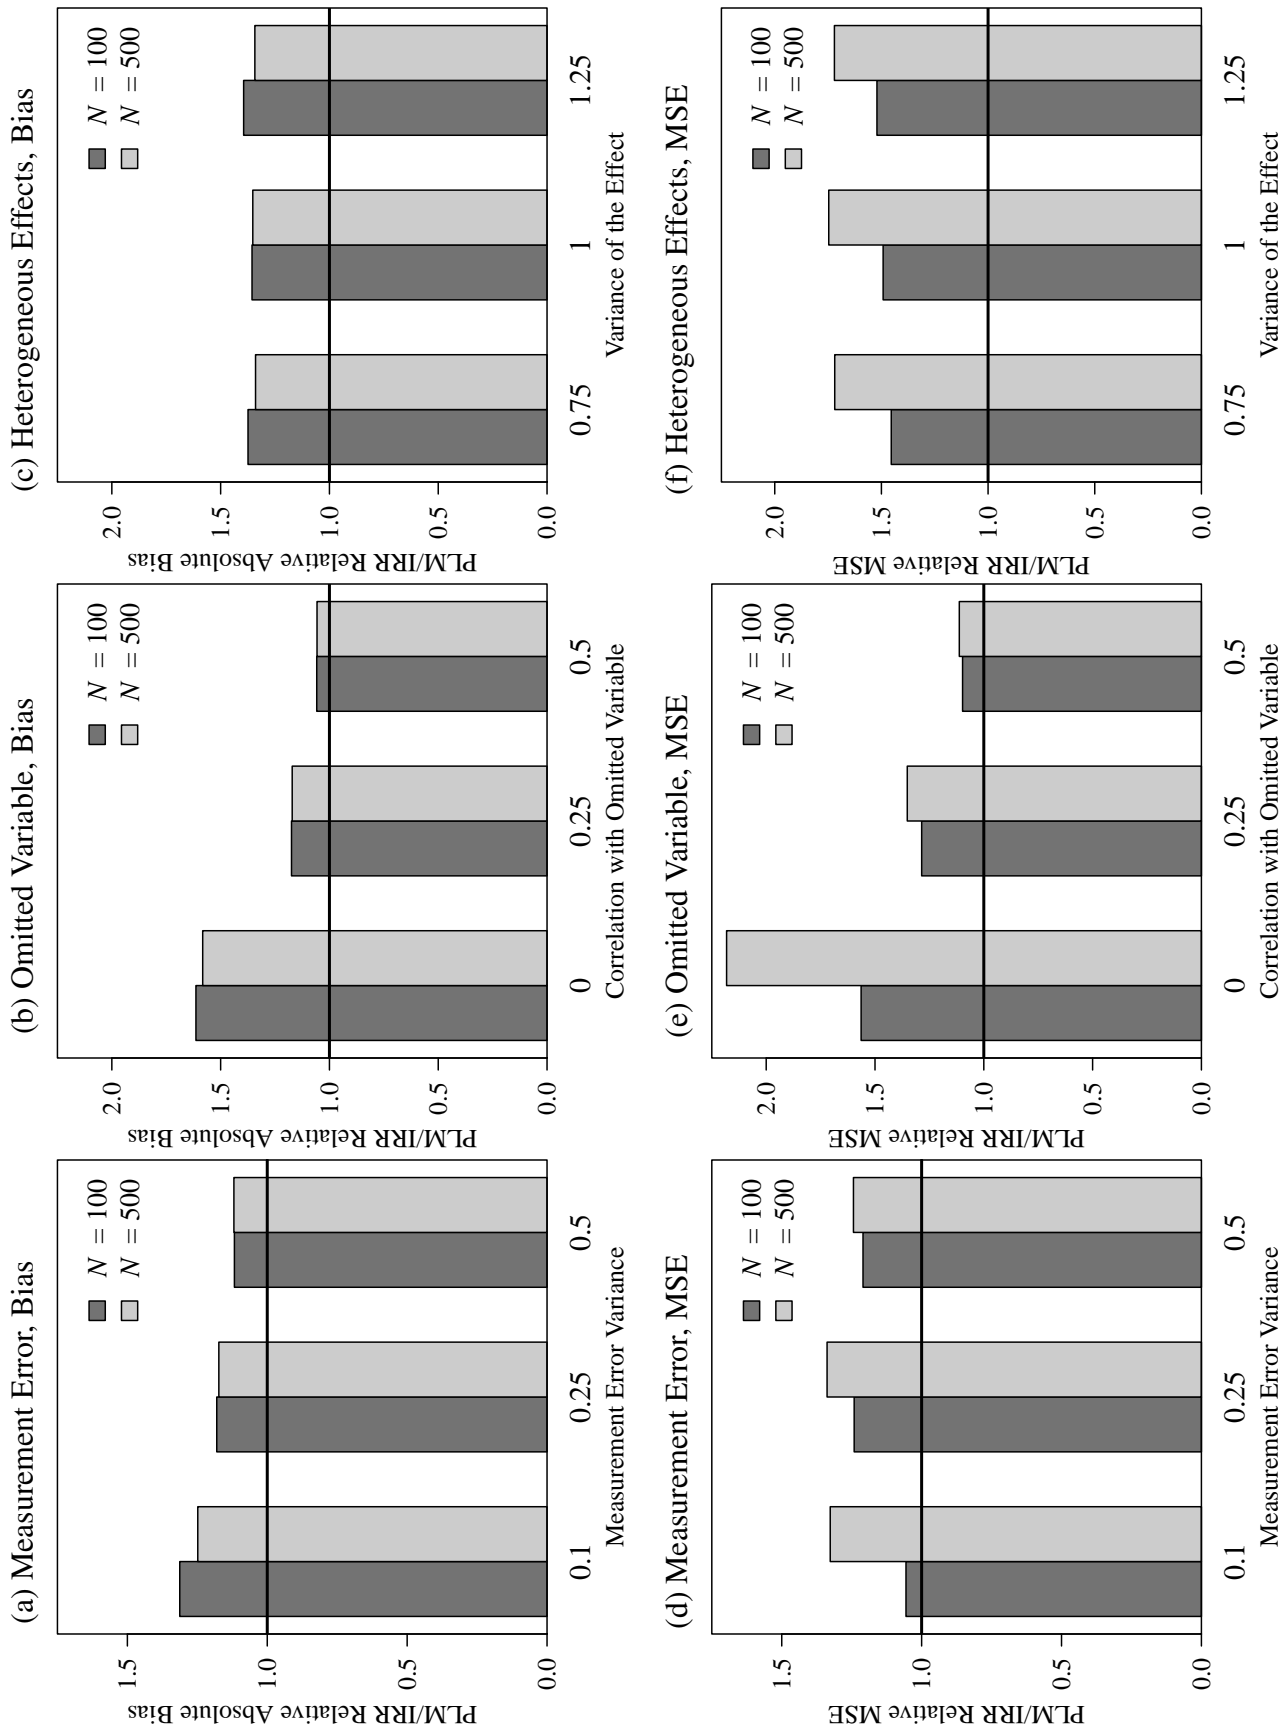 (a) Measurement Error, Bias
PLM/IRR Relative Absolute Bias
0.0
0.5
1.0
1.5
N = 100
N = 500
0.1
0.25
0.5
Measurement Error Variance
(b) Omitted Variable, Bias
PLM/IRR Relative Absolute Bias
0.0
0.5
1.0
1.5
2.0
N = 100
N = 500
0
0.25
0.5
Correlation with Omitted Variable
(c) Heterogeneous Effects, Bias
PLM/IRR Relative Absolute Bias
0.0
0.5
1.0
1.5
2.0
N = 100
N = 500
0.75
1
1.25
Variance of the Effect
(d) Measurement Error, MSE
PLM/IRR Relative MSE
0.0
0.5
1.0
1.5
N = 100
N = 500
0.1
0.25
0.5
Measurement Error Variance
(e) Omitted Variable, MSE
PLM/IRR Relative MSE
0.0
0.5
1.0
1.5
2.0
N = 100
N = 500
0
0.25
0.5
Correlation with Omitted Variable
(f) Heterogeneous Effects, MSE
PLM/IRR Relative MSE
0.0
0.5
1.0
1.5
2.0
N = 100
N = 500
0.75
1
1.25
Variance of the Effect